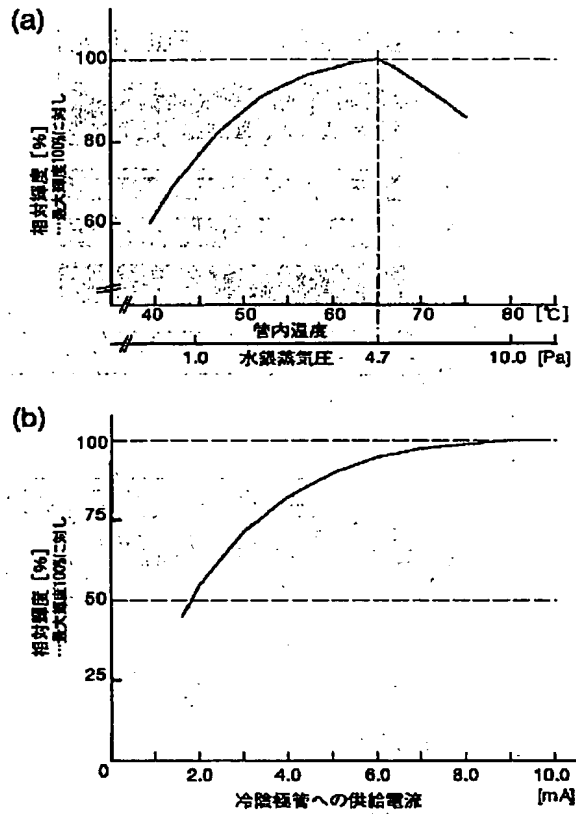 (a)
相対輝度 [%]
…最大輝度100%に対し
100
80
60
40 50 60 70 80 [℃]
管内温度
1.0 水銀蒸気圧 4.7 10.0 [Pa]
(b)
相対輝度 [%]
…最大輝度100%に対し
100
75
50
25
0 2.0 4.0 6.0 8.0 10.0
[mA]
冷陰極管への供給電流